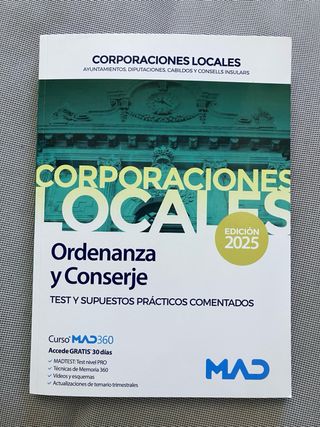 CORPORACIONES LOCALES
AYUNTAMIENTOS, DIPUTACIONES, CABILDOS Y CONSELLS INSULARS
CORPORACIONES
LOCALES
EDICIÓN
2025
Ordenanza
y Conserje
TEST Y SUPUESTOS PRÁCTICOS COMENTADOS
Curso MAD360
Accede GRATIS 30 días
✓ MADTEST: Test nivel PRO
✓ Técnicas de Memoria 360
✓ Vídeos y esquemas
✓ Actualizaciones de temario trimestrales
MAD